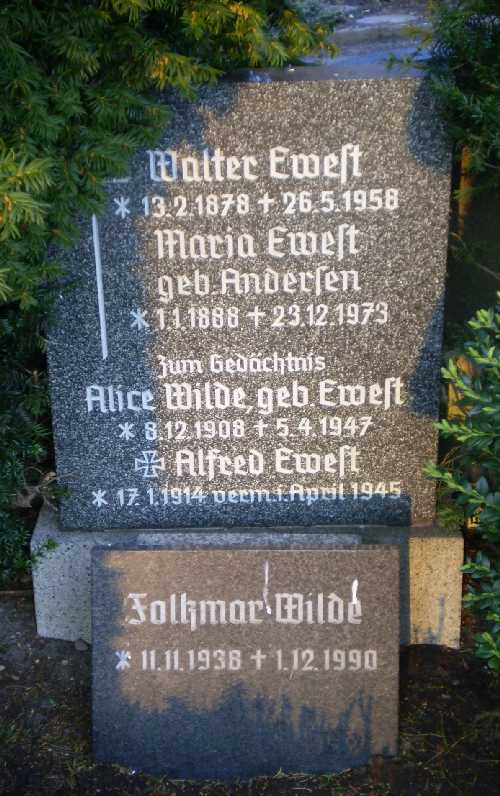 Walter Ewest
* 13.2.1878 + 26.5.1958
Maria Ewest
geb. Andersen
* 1.1.1888 + 23.12.1973
zum Gedächtnis
Alice Wilde, geb Ewest
* 8.12.1908 + 5.4.1947
Alfred Ewest
* 17.1.1914 verm. i. April 1945
Folkmar Wilde
* 11.11.1938 + 1.12.1990